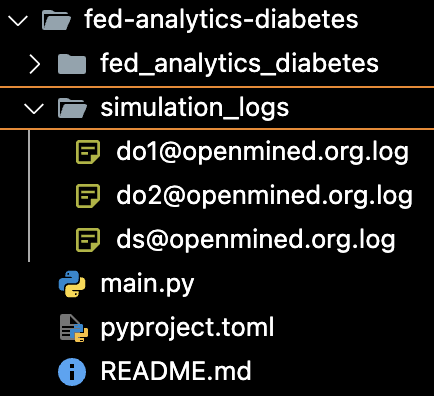 fed-analytics-diabetes
fed_analytics_diabetes
simulation_logs
do1@openmined.org.log
do2@openmined.org.log
ds@openmined.org.log
main.py
pyproject.toml
README.md